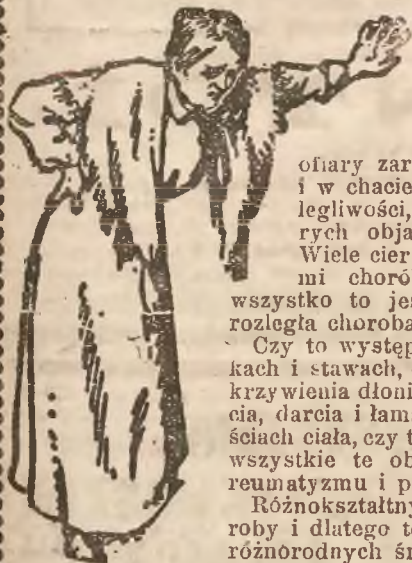 ofiary zar
i w chacie
legliwości,
rych obja
Wiele cier
mi choró
wszystko to je
rozległa choroba
Czy to występ
kach i stawach,
krzywienia dłoni
cia, darcia i łam
ściach ciała, czy t
wszystkie te ob
reumatyzmu i p
Różnokształtny
roby i dlatego t
różnorodnych śr